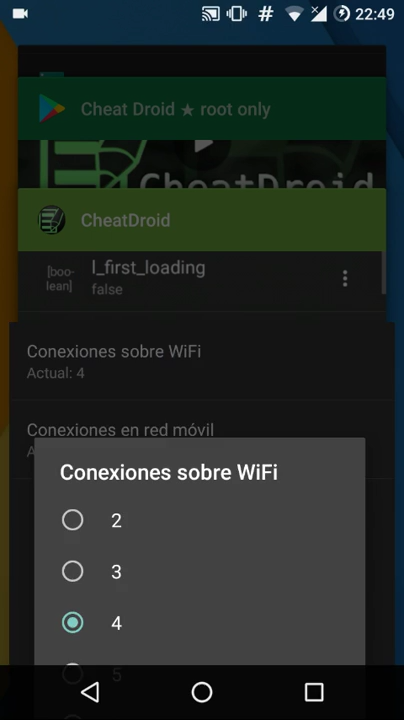 22:49
Cheat Droid ★ root only
CheatDroid
CheatDroid
[boo-
lean]
l_first_loading
false
Conexiones sobre WiFi
Actual: 4
Conexiones en red móvil
A
Conexiones sobre WiFi
2
3
4
5